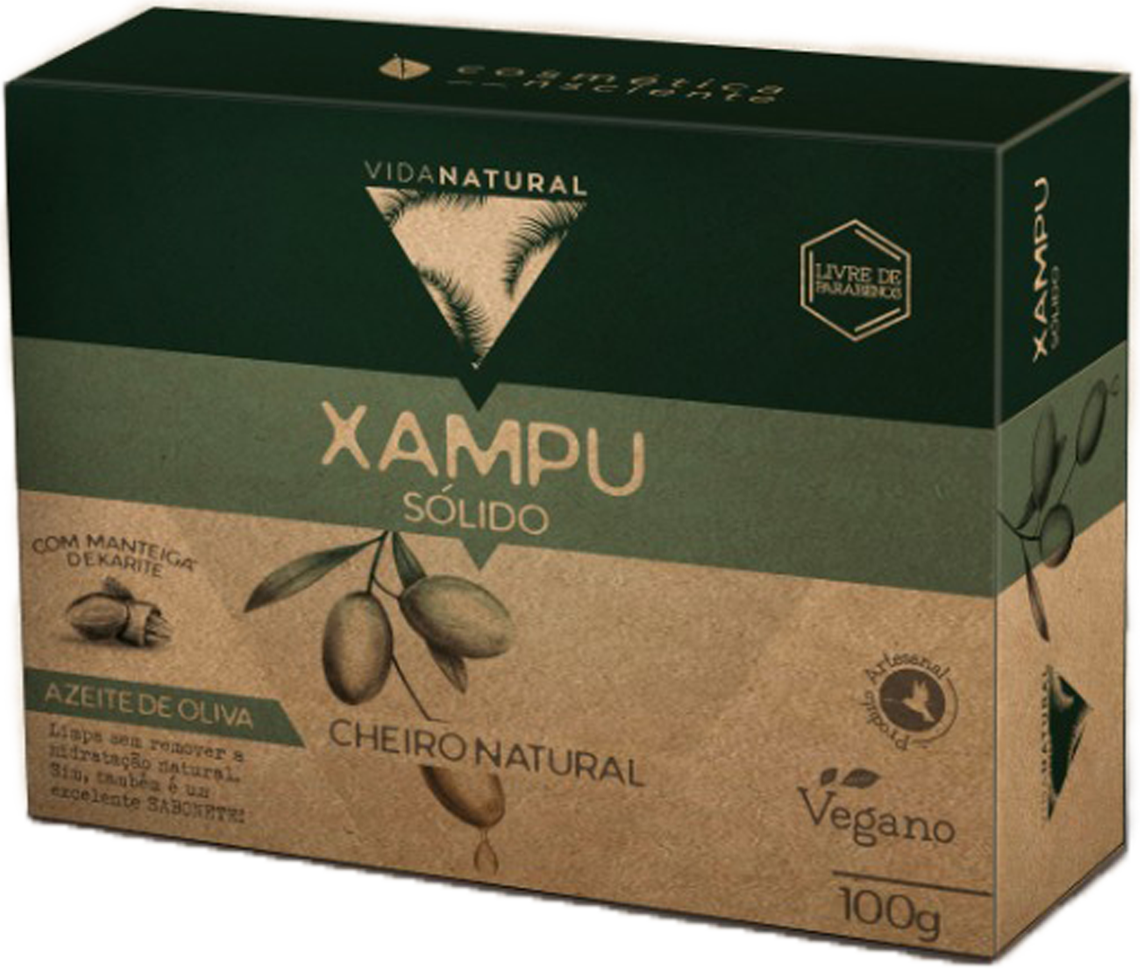 cosmética
consciente
VIDANATURAL
LIVRE DE
PARABENOS
XAMPU
SÓLIDO
COM MANTEIGA
DE KARITE
AZEITE DE OLIVA
Limpa sem remover a
hidratação natural.
Sim, também é um
excelente SABONETE!
CHEIRO NATURAL
Produto Artesanal
Vegano
100g
XAMPU
SÓLIDO
VIDANATURAL